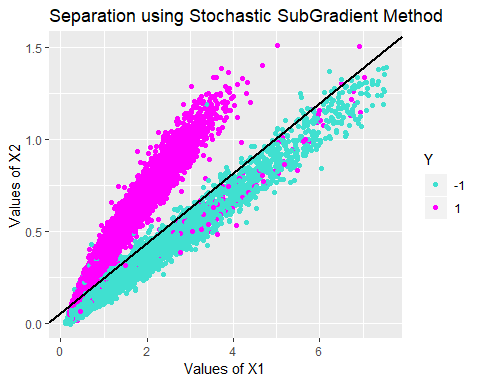 Separation using Stochastic SubGradient Method
1.5
1.0
0.5
0.0
Values of X2
0
2
4
6
Values of X1
Y
-1
1